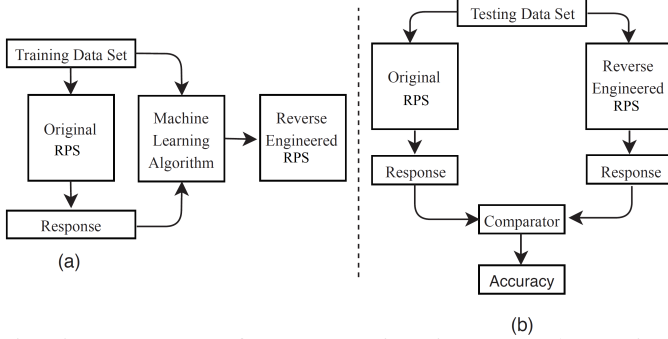 Training Data Set
Original
RPS
Response
Machine
Learning
Algorithm
Reverse
Engineered
RPS
(a)
Testing Data Set
Original
RPS
Response
Reverse
Engineered
RPS
Response
Comparator
Accuracy
(b)